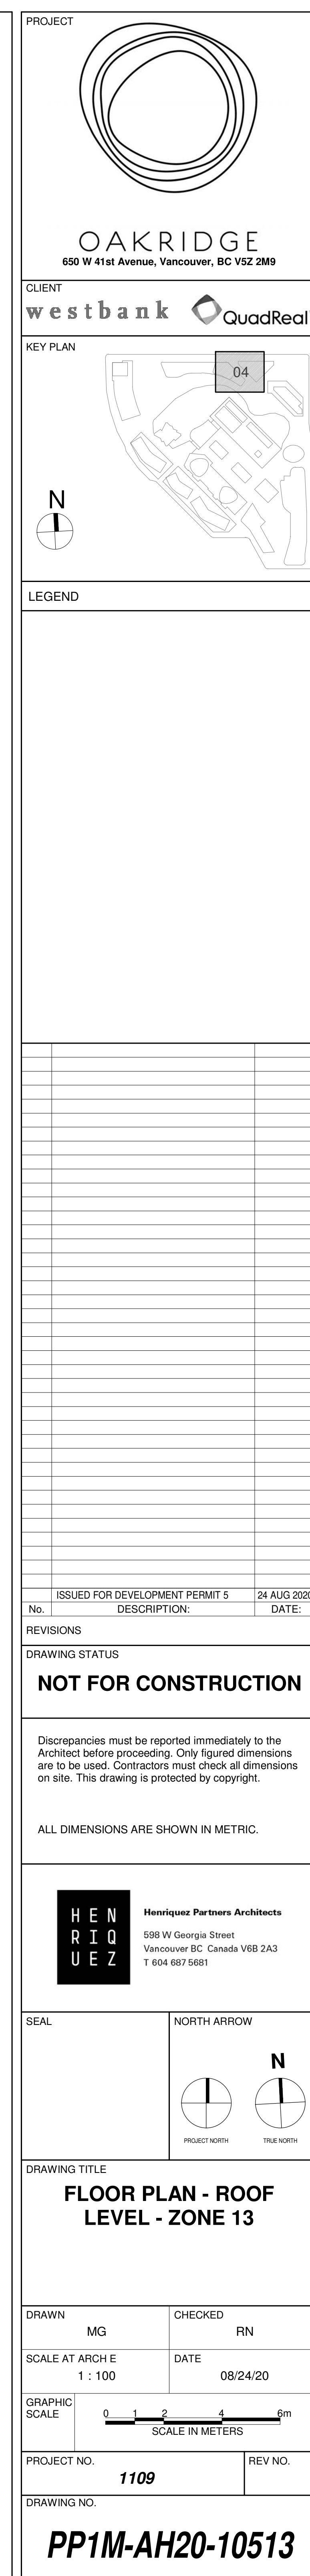 PROJECT
OAKRIDGE
650 W 41st Avenue, Vancouver, BC V5Z 2M9
CLIENT
westbank QuadReal
KEY PLAN
04
N
LEGEND
ISSUED FOR DEVELOPMENT PERMIT 5 24 AUG 2020
No. DESCRIPTION: DATE:
REVISIONS
DRAWING STATUS
NOT FOR CONSTRUCTION
Discrepancies must be reported immediately to the
Architect before proceeding. Only figured dimensions
are to be used. Contractors must check all dimensions
on site. This drawing is protected by copyright.
ALL DIMENSIONS ARE SHOWN IN METRIC.
HEN
RIQ
UEZ
Henriquez Partners Architects
598 W Georgia Street
Vancouver BC Canada V6B 2A3
T 604 687 5681
SEAL
NORTH ARROW
N
PROJECT NORTH TRUE NORTH
DRAWING TITLE
FLOOR PLAN - ROOF
LEVEL - ZONE 13
DRAWN CHECKED
MG RN
SCALE AT ARCH E DATE
1 : 100 08/24/20
GRAPHIC
SCALE
0 1 2 4 6m
SCALE IN METERS
PROJECT NO. REV NO.
1109
DRAWING NO.
PP1M-AH20-10513